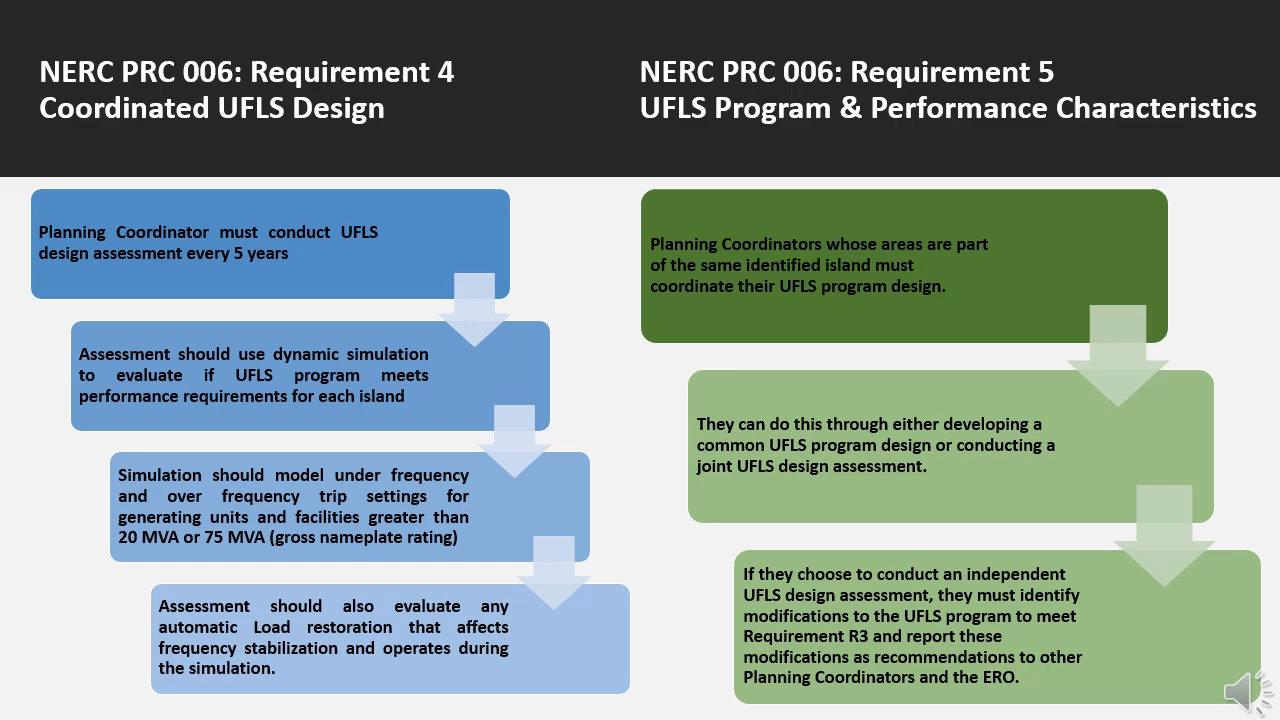 NERC PRC 006: Requirement 4
Coordinated UFLS Design
Planning Coordinator must conduct UFLS
design assessment every 5 years
Assessment should use dynamic simulation
to evaluate if UFLS program meets
performance requirements for each island
Simulation should model under frequency
and over frequency trip settings for
generating units and facilities greater than
20 MVA or 75 MVA (gross nameplate rating)
Assessment should also evaluate any
automatic Load restoration that affects
frequency stabilization and operates during
the simulation.
NERC PRC 006: Requirement 5
UFLS Program & Performance Characteristics
Planning Coordinators whose areas are part
of the same identified island must
coordinate their UFLS program design.
They can do this through either developing a
common UFLS program design or conducting a
joint UFLS design assessment.
If they choose to conduct an independent
UFLS design assessment, they must identify
modifications to the UFLS program to meet
Requirement R3 and report these
modifications as recommendations to other
Planning Coordinators and the ERO.